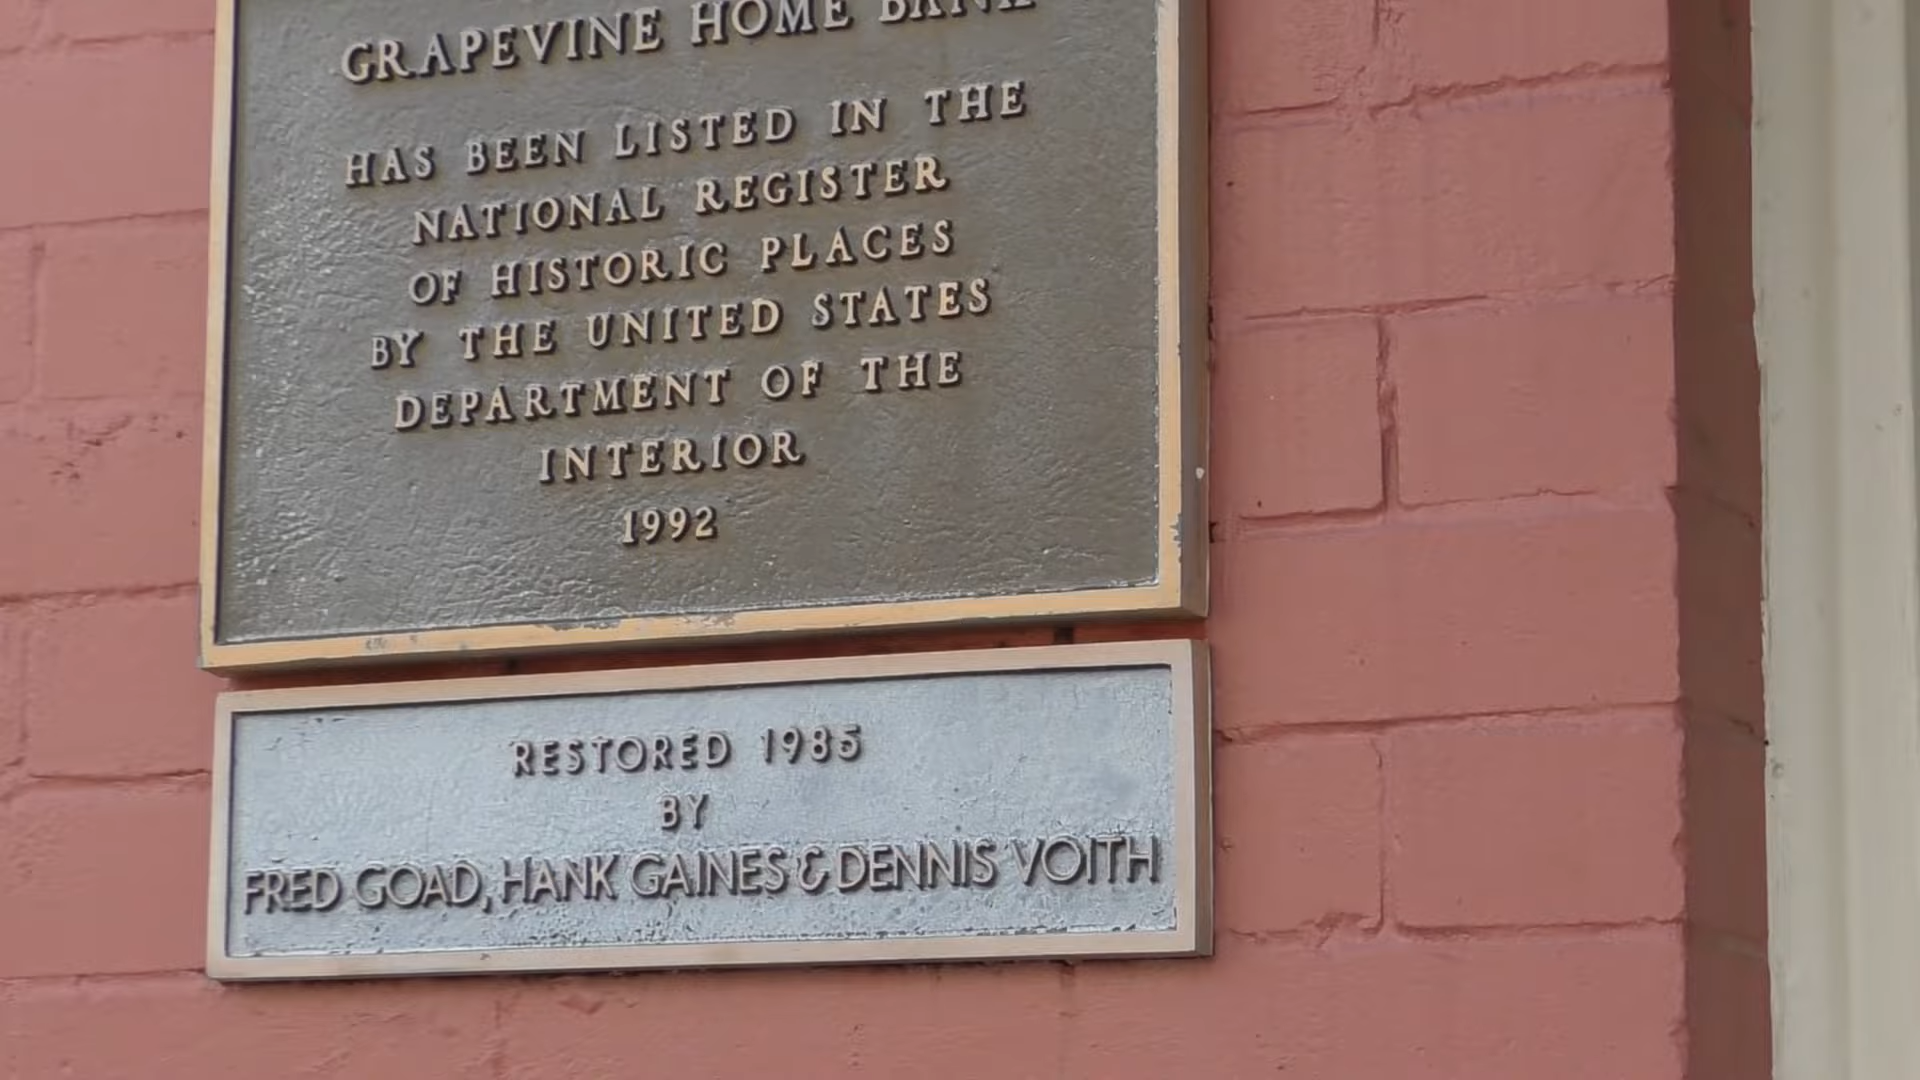 GRAPEVINE HOME BANK
HAS BEEN LISTED IN THE
NATIONAL REGISTER
OF HISTORIC PLACES
BY THE UNITED STATES
DEPARTMENT OF THE
INTERIOR
1992
RESTORED 1985
BY
FRED GOAD, HANK GAINES & DENNIS VOITH